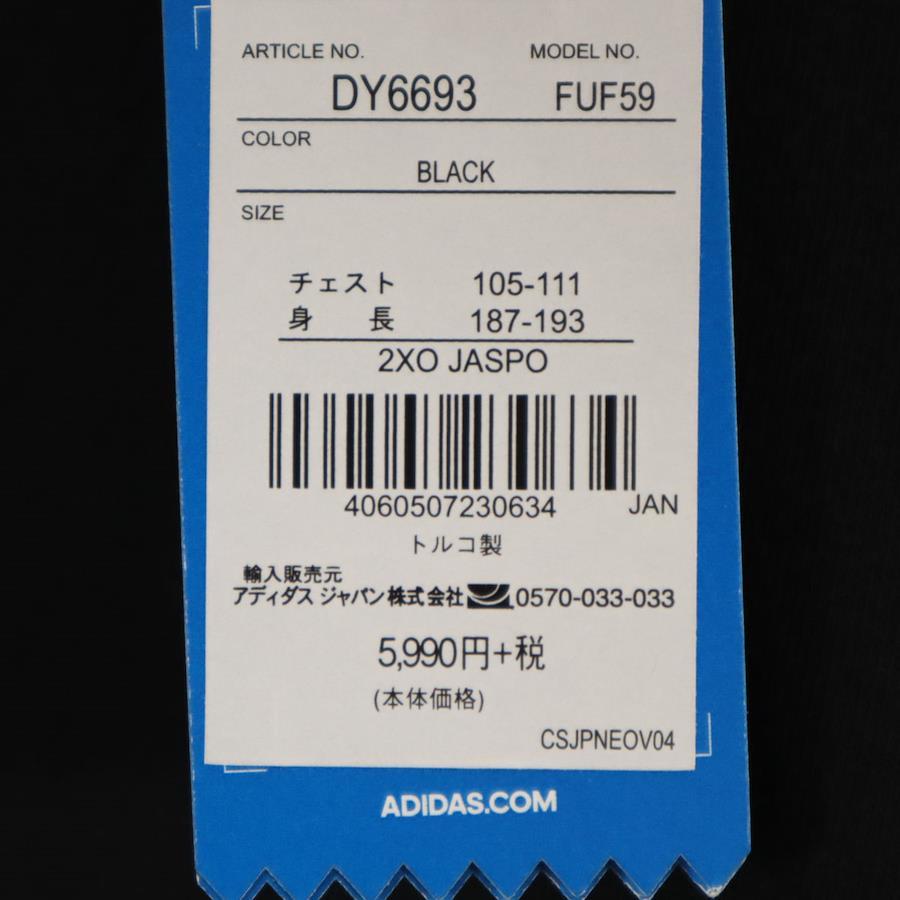 ARTICLE NO. MODEL NO.
DY6693 FUF59
COLOR
BLACK
SIZE
チェスト 105-111
身 長 187-193
2XO JASPO
4060507230634 JAN
トルコ製
輸入販売元
アディダス ジャパン株式会社 0570-033-033
5,990円+税
(本体価格)
CSJPNEOV04
ADIDAS.COM